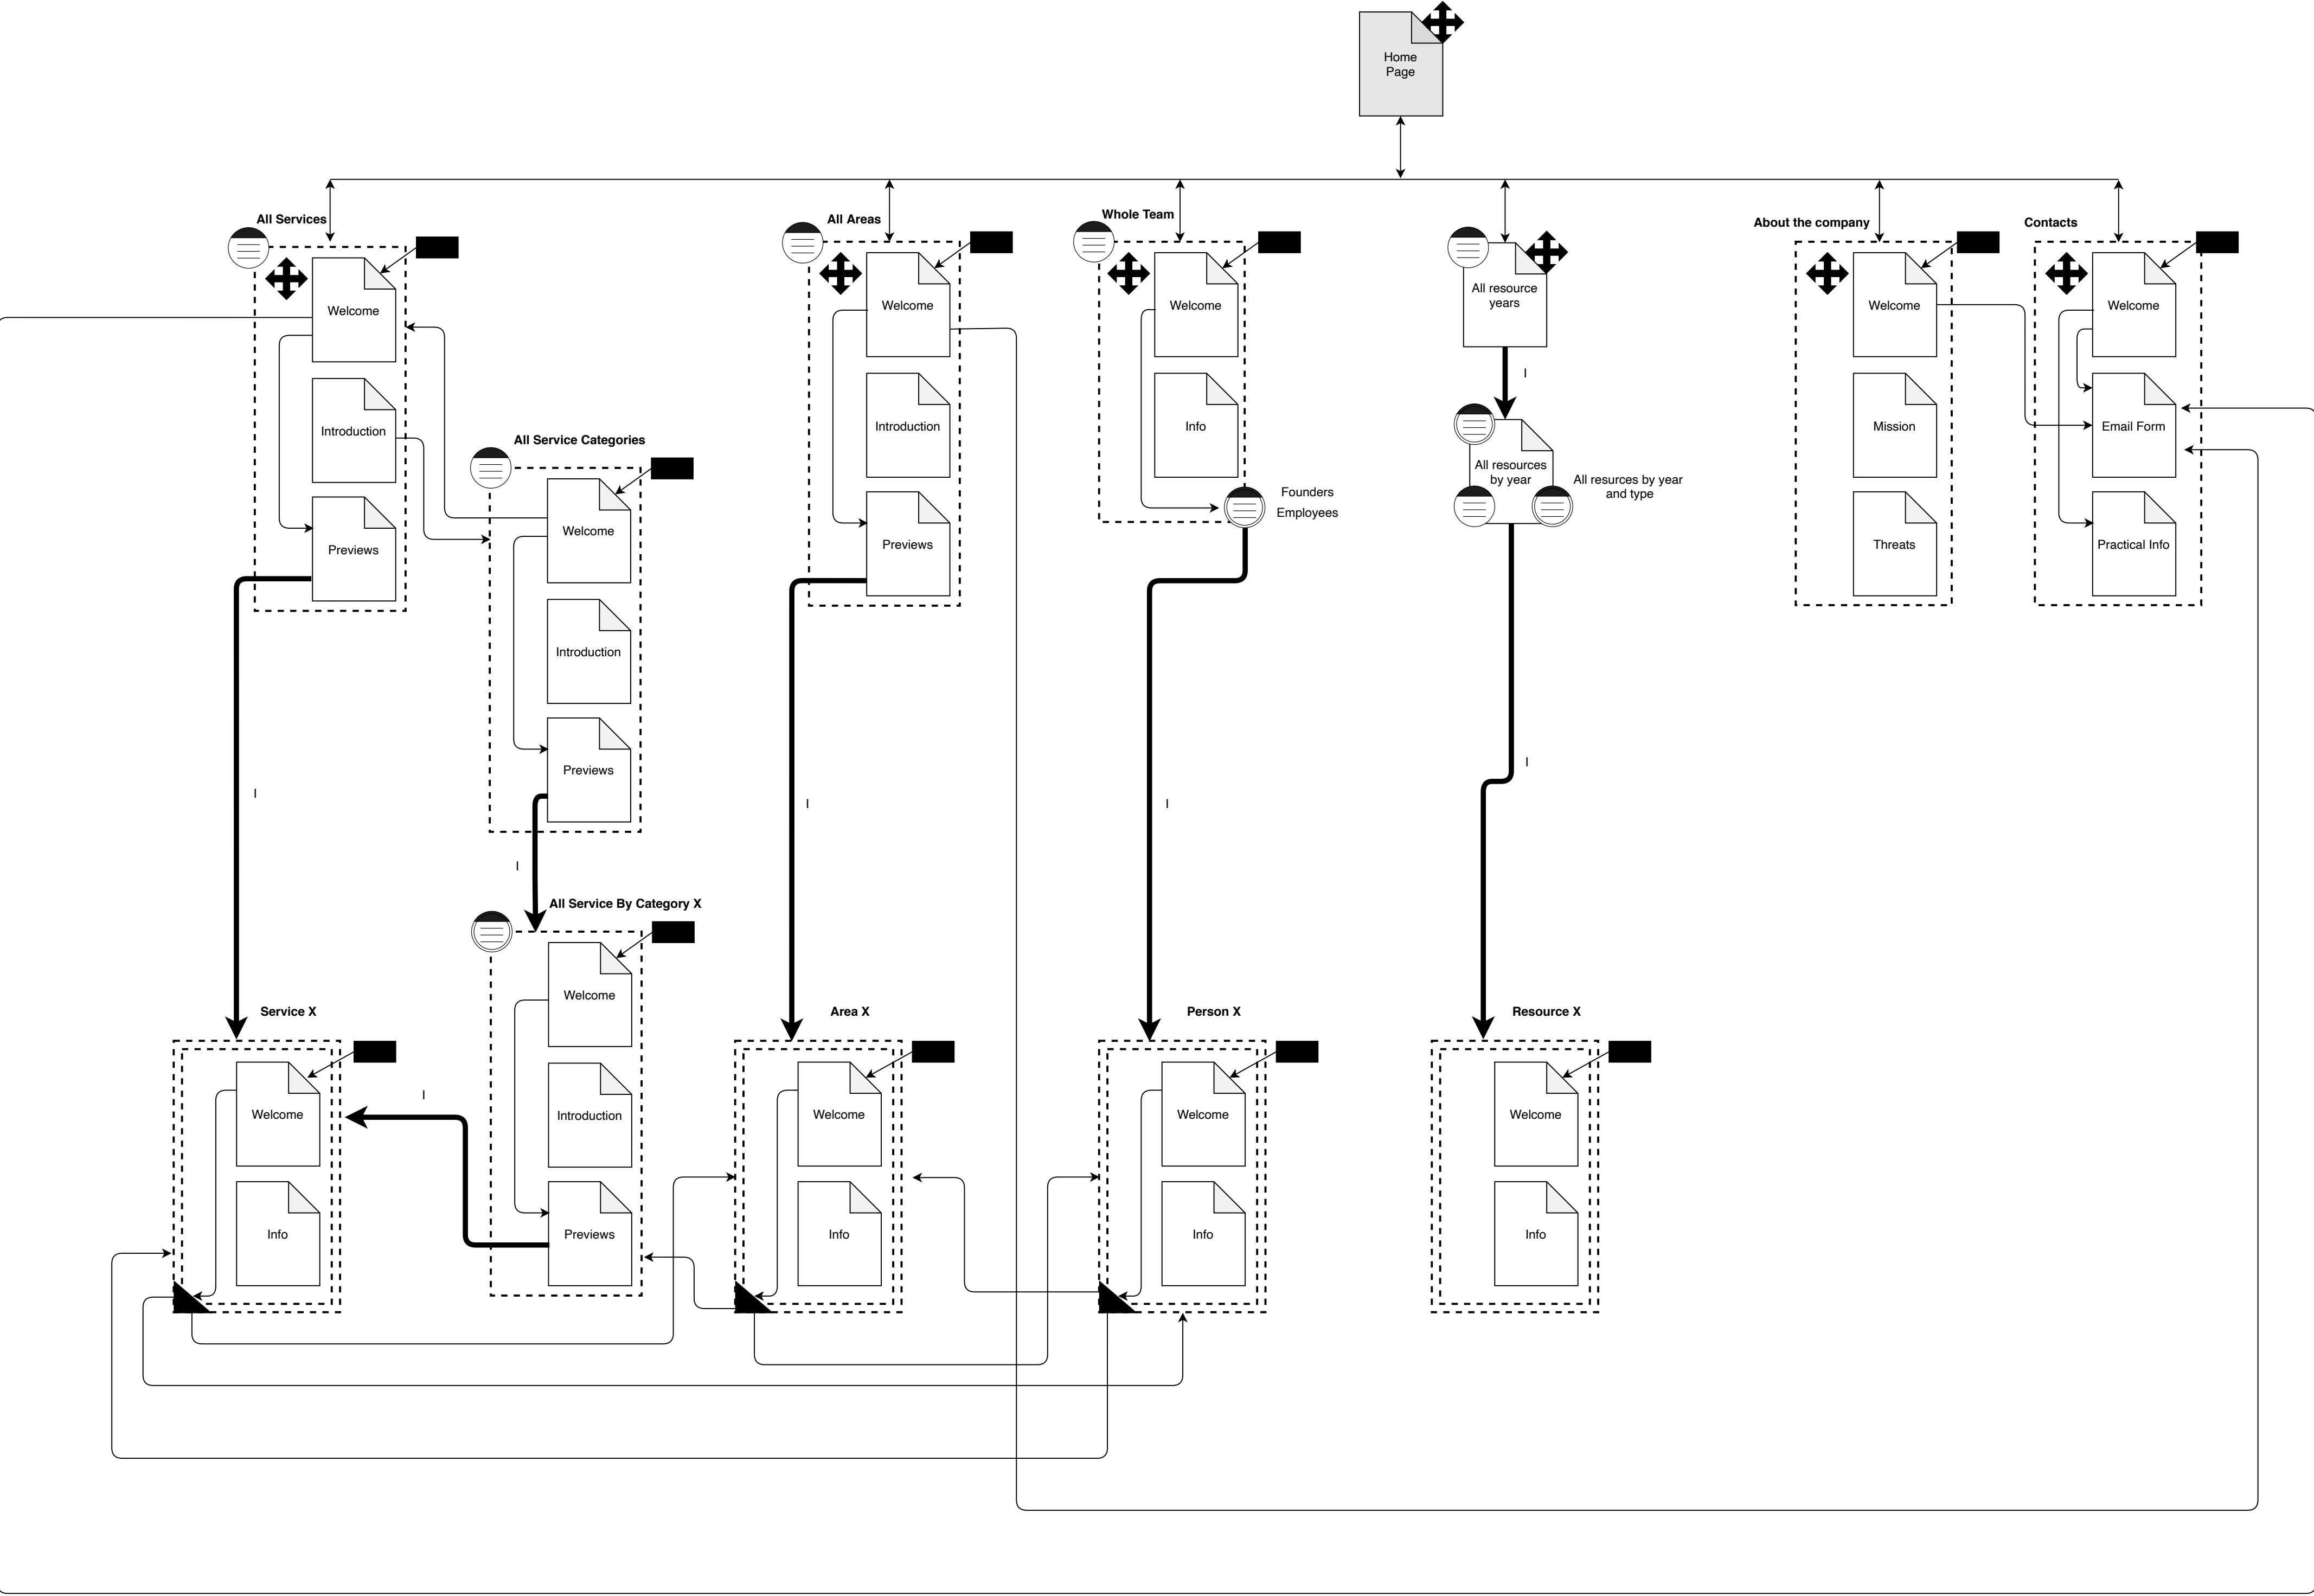 Home
Page
All Services
All Areas
Whole Team
About the company
Contacts
Welcome
Introduction
Previews
All Service Categories
Welcome
Introduction
Previews
Welcome
Introduction
Previews
Welcome
Info
Founders
Employees
All resource
years
I
All resources
by year
All resurces by year
and type
Welcome
Mission
Threats
Welcome
Email Form
Practical Info
I
I
I
I
I
All Service By Category X
Welcome
Introduction
Previews
Service X
Welcome
Info
I
Area X
Welcome
Info
Person X
Welcome
Info
Resource X
Welcome
Info